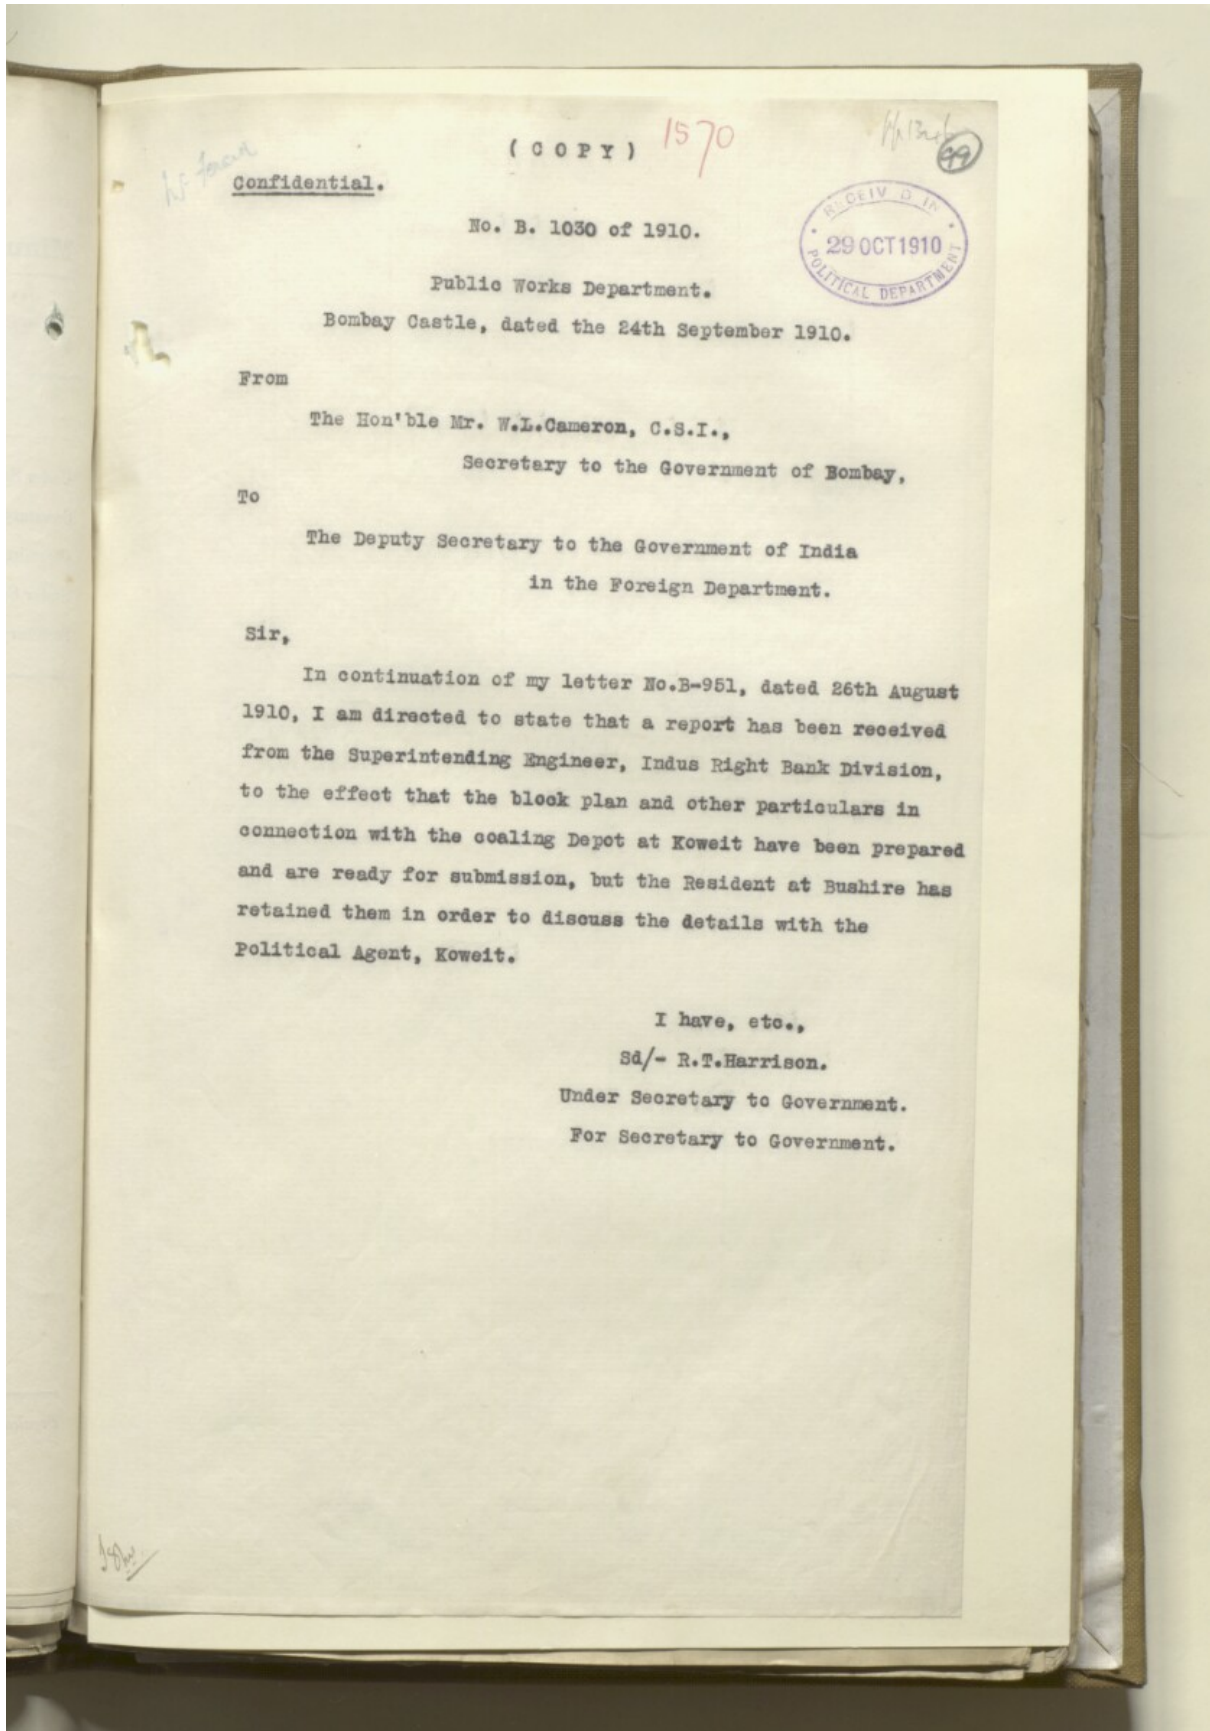 (COPY) 1570
99
Confidential.
No. B. 1030 of 1910.
RECEIVED IN
29 OCT 1910
POLITICAL DEPARTMENT
Public Works Department.
Bombay Castle, dated the 24th September 1910.
From
The Hon'ble Mr. W.L.Cameron, C.S.I.,
Secretary to the Government of Bombay,
To
The Deputy Secretary to the Government of India
in the Foreign Department.
Sir,
In continuation of my letter No.B-951, dated 26th August
1910, I am directed to state that a report has been received
from the Superintending Engineer, Indus Right Bank Division,
to the effect that the block plan and other particulars in
connection with the coaling Depot at Koweit have been prepared
and are ready for submission, but the Resident at Bushire has
retained them in order to discuss the details with the
Political Agent, Koweit.
I have, etc.,
Sd/- R.T.Harrison.
Under Secretary to Government.
For Secretary to Government.